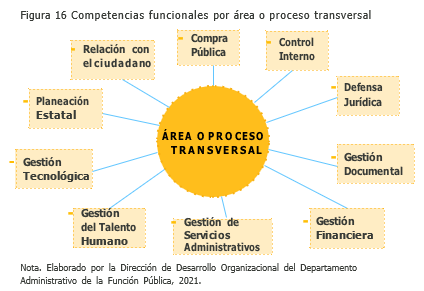 Figura 16 Competencias funcionales por área o proceso transversal
Compra
Pública
Control
Interno
Relación con
el ciudadano
Defensa
Jurídica
Planeación
Estatal
ÁREA O PROCESO
TRANSVERSAL
Gestión
Tecnológica
Gestión
Documental
Gestión
del Talento
Humano
Gestión de
Servicios
Administrativos
Gestión
Financiera
Nota. Elaborado por la Dirección de Desarrollo Organizacional del Departamento
Administrativo de la Función Pública, 2021.